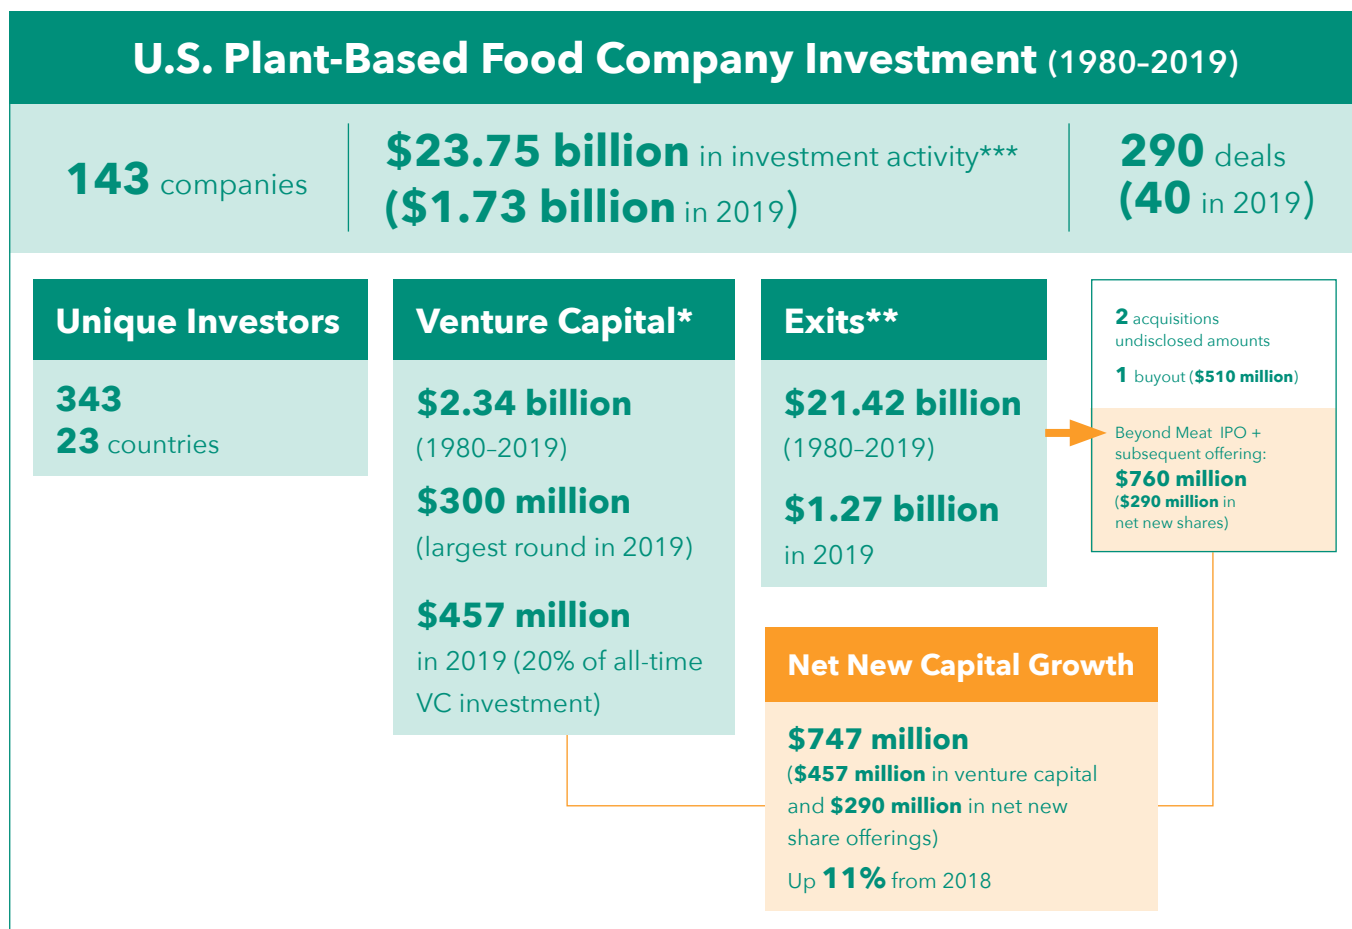 U.S. Plant-Based Food Company Investment (1980–2019)
143 companies
$23.75 billion in investment activity***
($1.73 billion in 2019)
290 deals
(40 in 2019)
Unique Investors
343
23 countries
Venture Capital*
$2.34 billion
(1980–2019)
$300 million
(largest round in 2019)
$457 million
in 2019 (20% of all-time
VC investment)
Exits**
$21.42 billion
(1980–2019)
$1.27 billion
in 2019
2 acquisitions
undisclosed amounts
1 buyout ($510 million)
Beyond Meat IPO +
subsequent offering:
$760 million
($290 million in
net new shares)
Net New Capital Growth
$747 million
($457 million in venture capital
and $290 million in net new
share offerings)
Up 11% from 2018